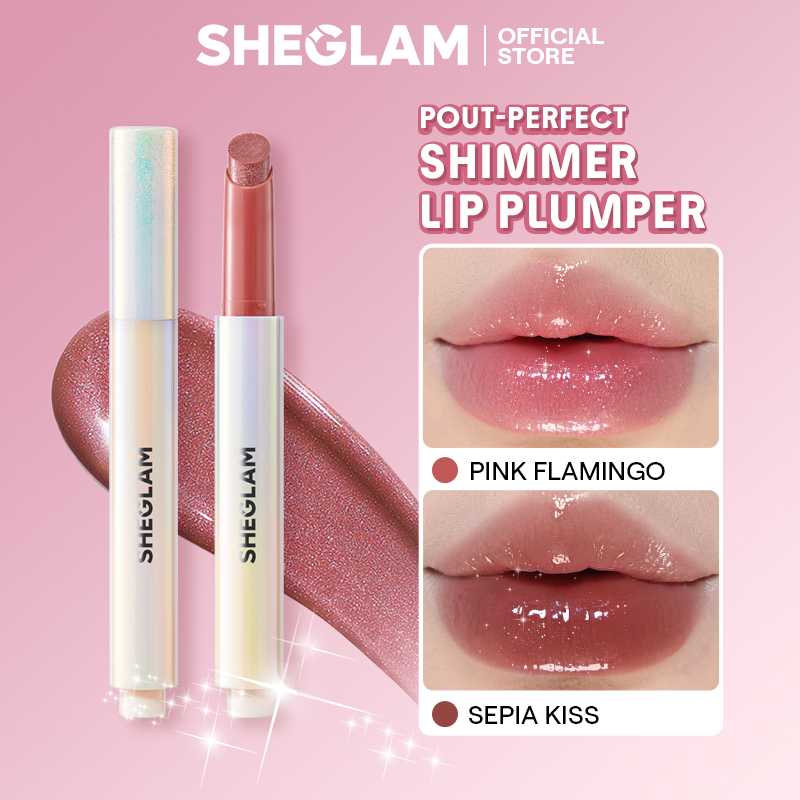 SHEGLAM
OFFICIAL
STORE
POUT-PERFECT
SHIMMER
LIP PLUMPER
SHEGLAM
SHEGLAM
PINK FLAMINGO
SEPIA KISS